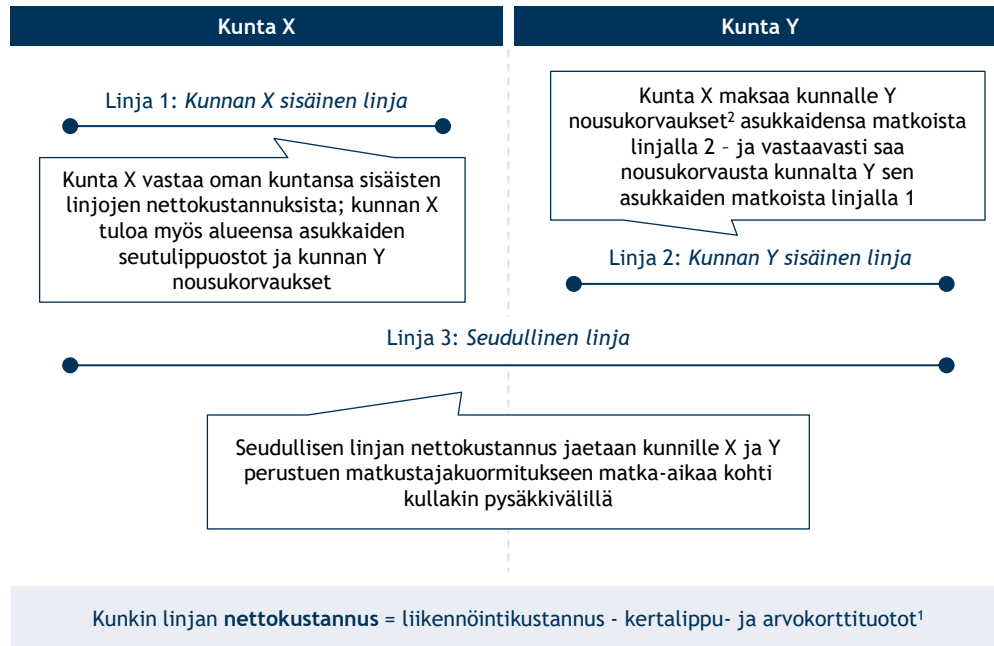 Kunta X
Kunta Y
Linja 1: Kunnan X sisäinen linja
Kunta X vastaa oman kuntansa sisäisten
linjojen nettokustannuksista; kunnan X
tuloa myös alueensa asukkaiden
seutulippuostot ja kunnan Y
nousukorvaukset
Kunta X maksaa kunnalle Y
nousukorvaukset² asukkaidensa matkoista
linjalla 2 – ja vastaavasti saa
nousukorvausta kunnalta Y sen
asukkaiden matkoista linjalla 1
Linja 2: Kunnan Y sisäinen linja
Linja 3: Seudullinen linja
Seudullisen linjan nettokustannus jaetaan kunnille X ja Y
perustuen matkustajakuormitukseen matka-aikaa kohti
kullakin pysäkkivälillä
Kunkin linjan nettokustannus = liikennöintikustannus - kertalippu- ja arvokorttituotot¹